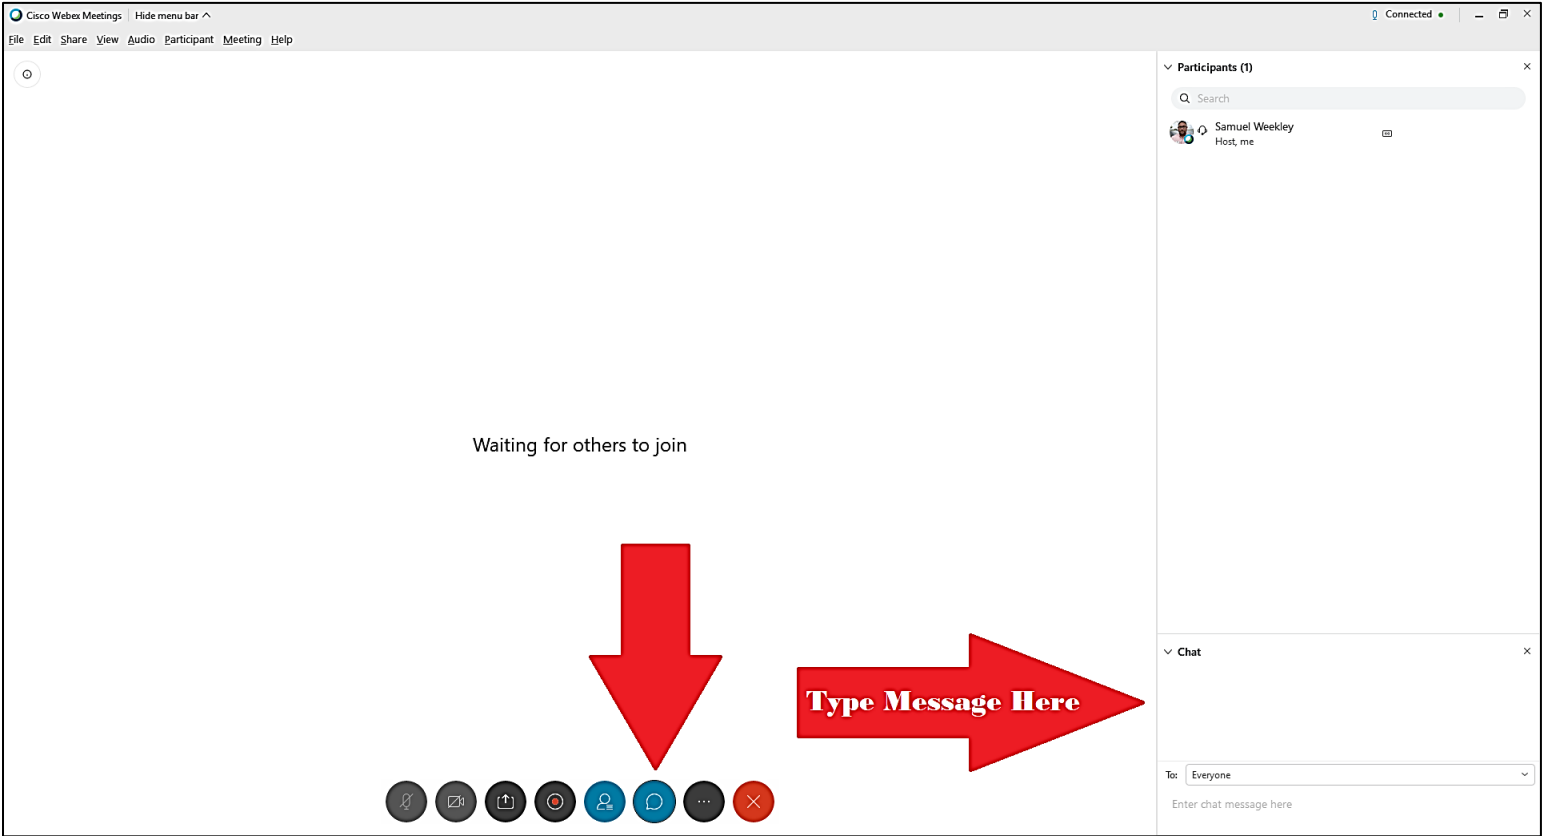 Cisco Webex Meetings Hide menu bar Connected
File Edit Share View Audio Participant Meeting Help
Participants (1)
Search
Samuel Weekley
Host, me
Waiting for others to join
Chat
Type Message Here
To: Everyone
Enter chat message here